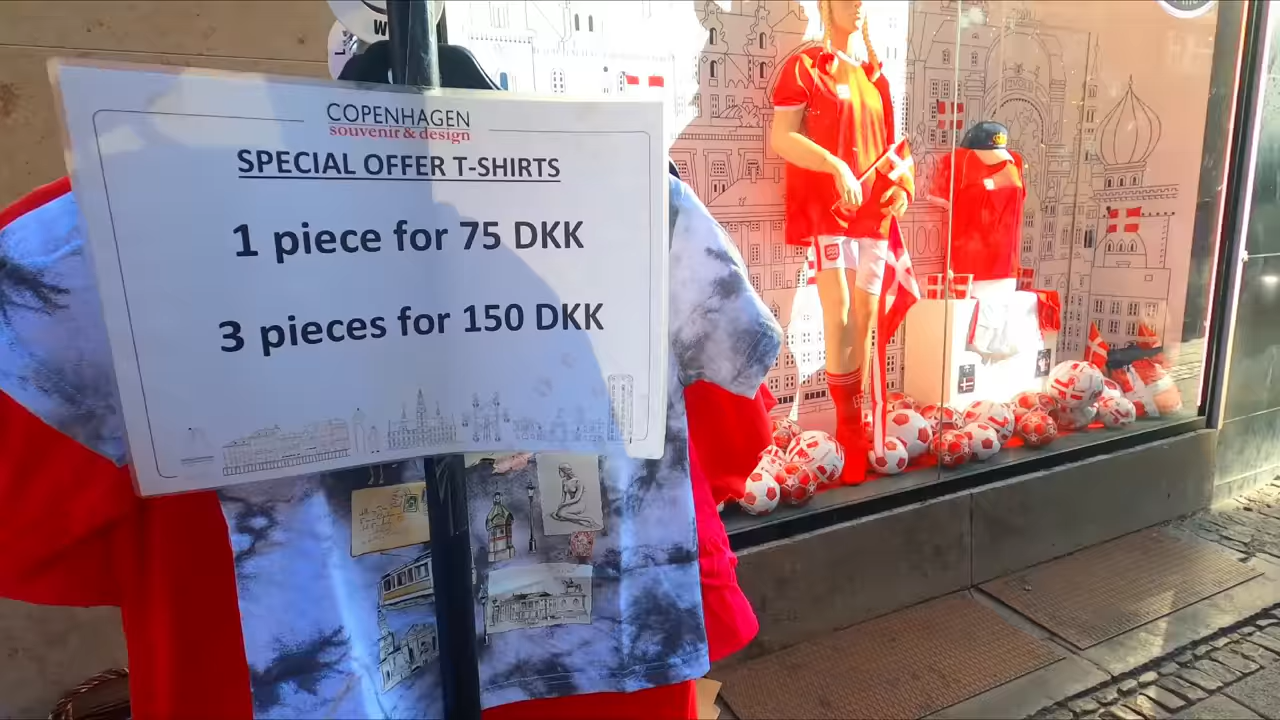 COPENHAGEN
souvenir & design
SPECIAL OFFER T-SHIRTS
1 piece for 75 DKK
3 pieces for 150 DKK